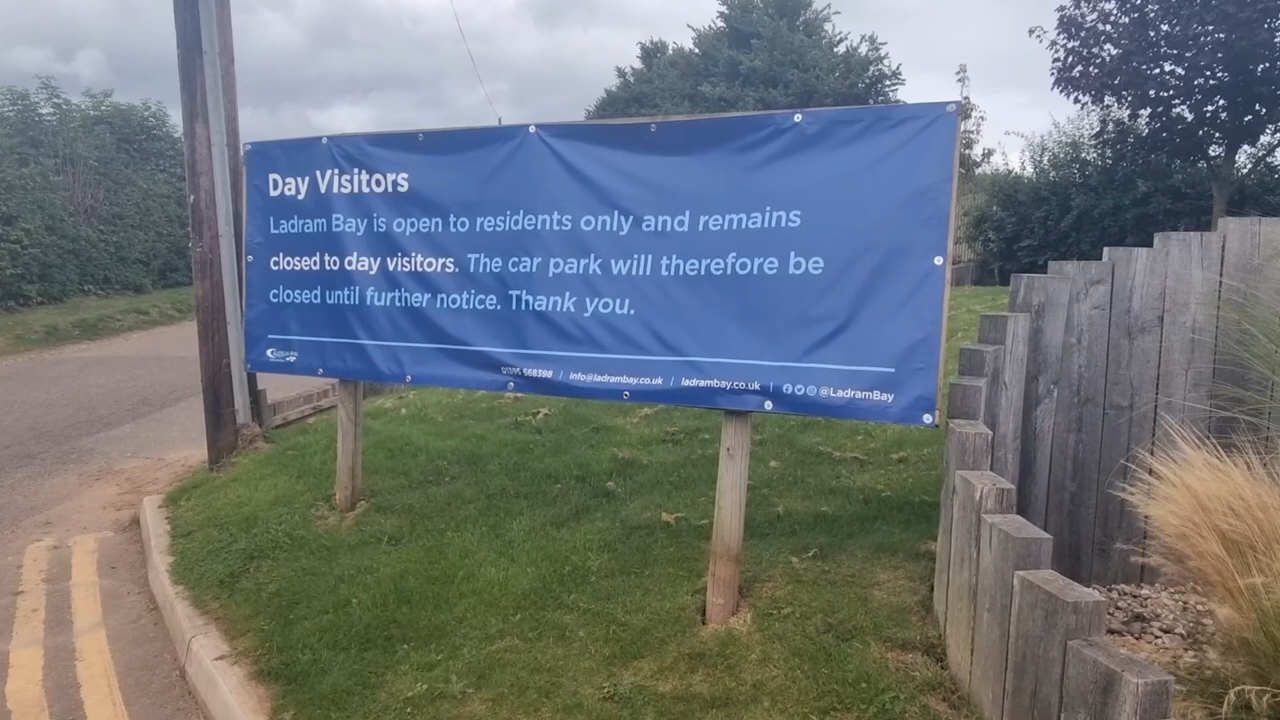 Day Visitors
Ladram Bay is open to residents only and remains
closed to day visitors. The car park will therefore be
closed until further notice. Thank you.
01395 568398 | info@ladrambay.co.uk | ladrambay.co.uk | @LadramBay